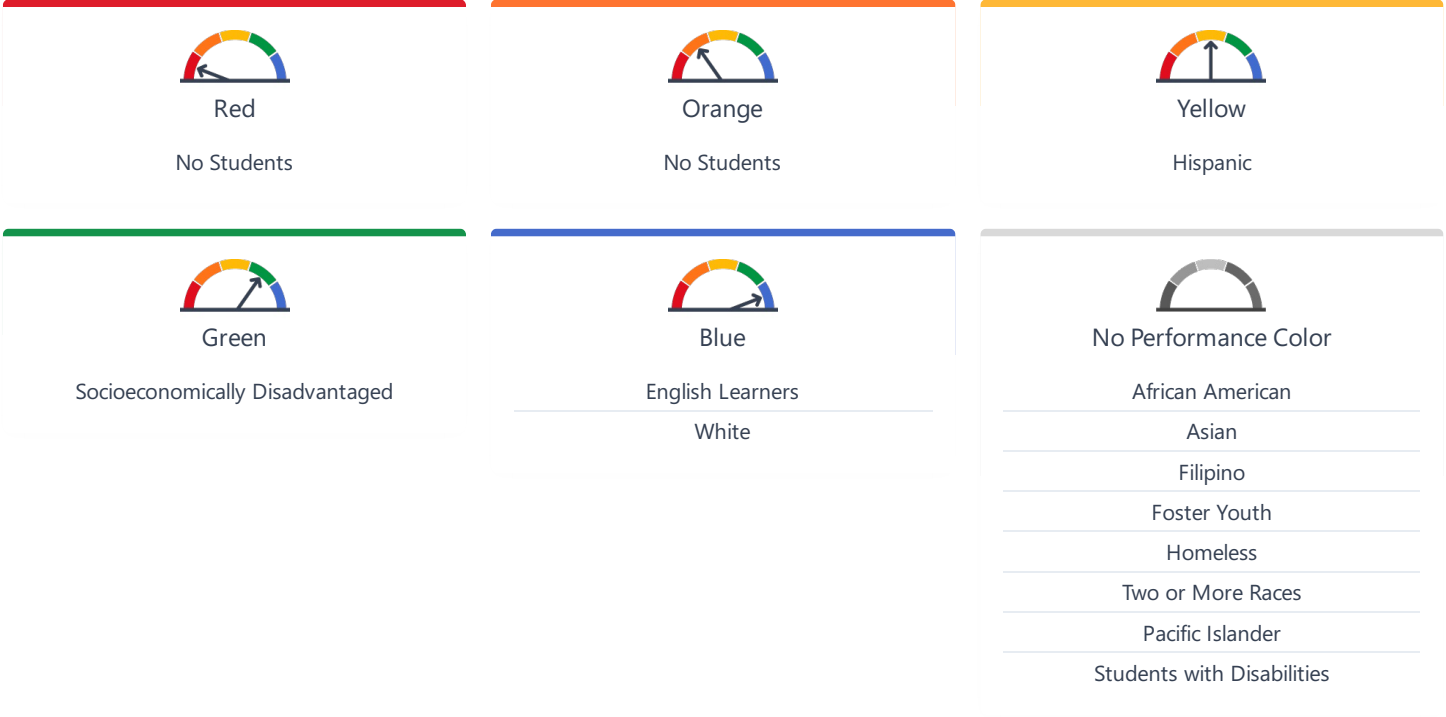 Red
No Students
Orange
No Students
Yellow
Hispanic
Green
Socioeconomically Disadvantaged
Blue
English Learners
White
No Performance Color
African American
Asian
Filipino
Foster Youth
Homeless
Two or More Races
Pacific Islander
Students with Disabilities